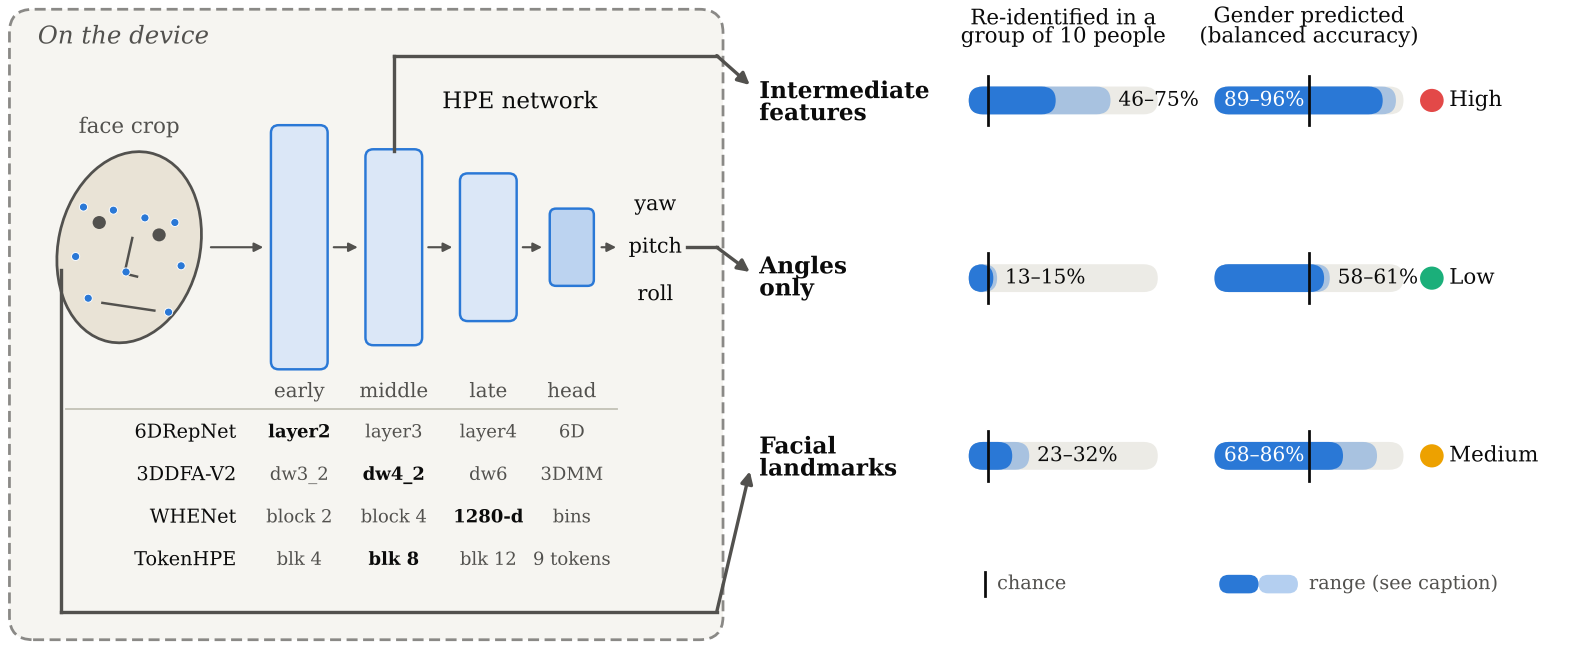 On the device
HPE network
face crop
yaw
pitch
roll
early middle late head
6DRepNet layer2 layer3 layer4 6D
3DDFA-V2 dw3_2 dw4_2 dw6 3DMM
WHENet block 2 block 4 1280-d bins
TokenHPE blk 4 blk 8 blk 12 9 tokens
Re-identified in a
group of 10 people
Gender predicted
(balanced accuracy)
Intermediate
features
46–75% 89–96% High
Angles
only
13–15% 58–61% Low
Facial
landmarks
23–32% 68–86% Medium
chance range (see caption)